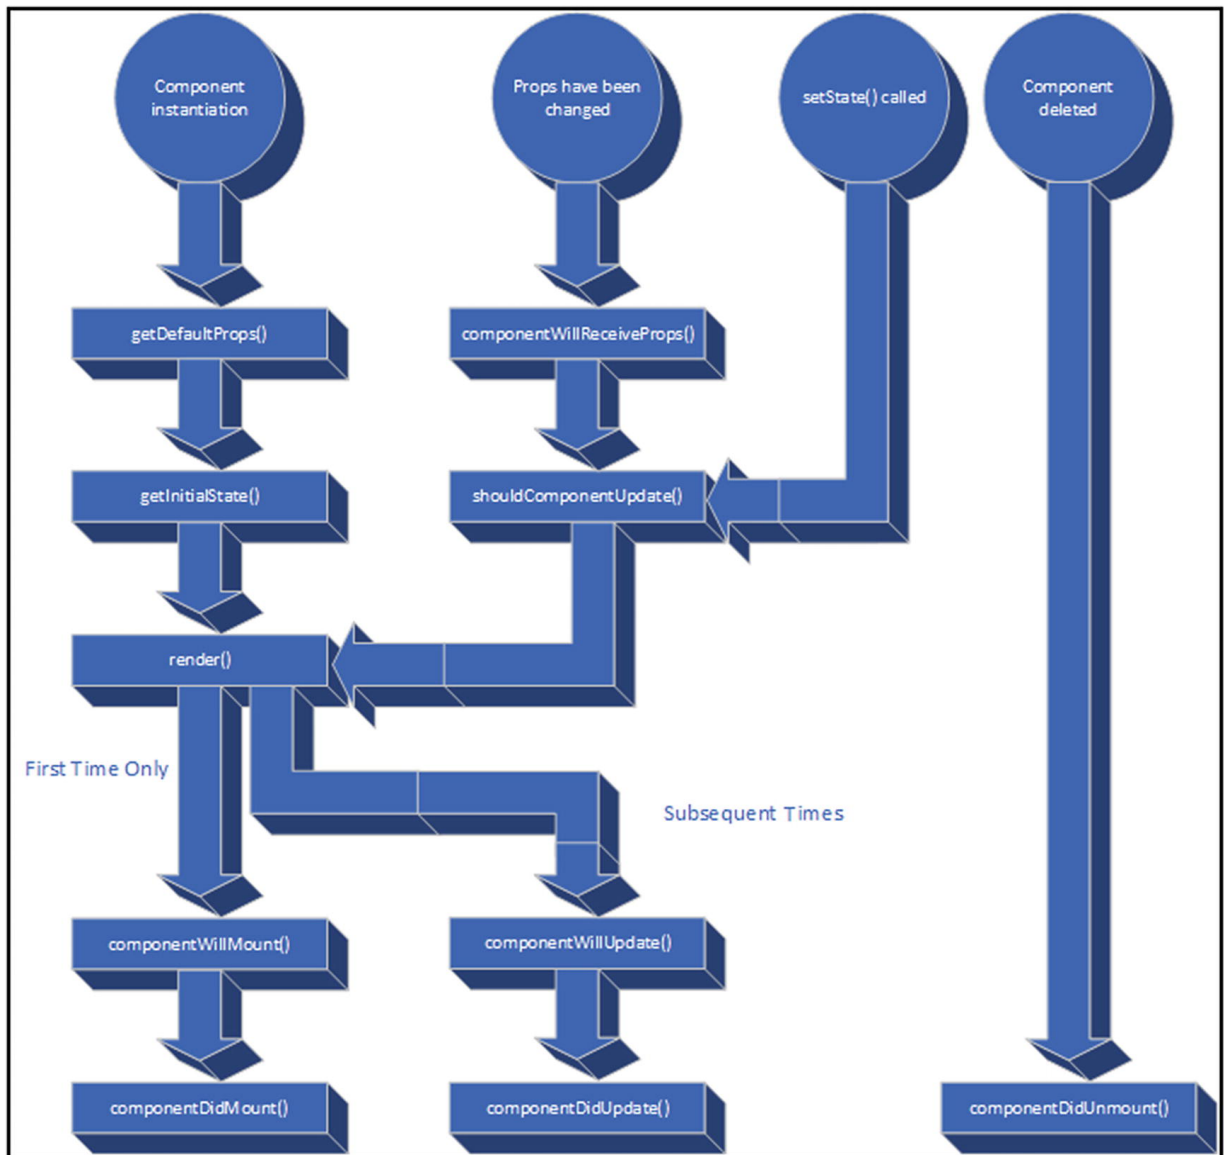 Component
instantiation
Props have been
changed
setState() called
Component
deleted
getDefaultProps()
componentWillReceiveProps()
getInitialState()
shouldComponentUpdate()
render()
First Time Only
Subsequent Times
componentWillMount()
componentWillUpdate()
componentDidMount()
componentDidUpdate()
componentDidUnmount()